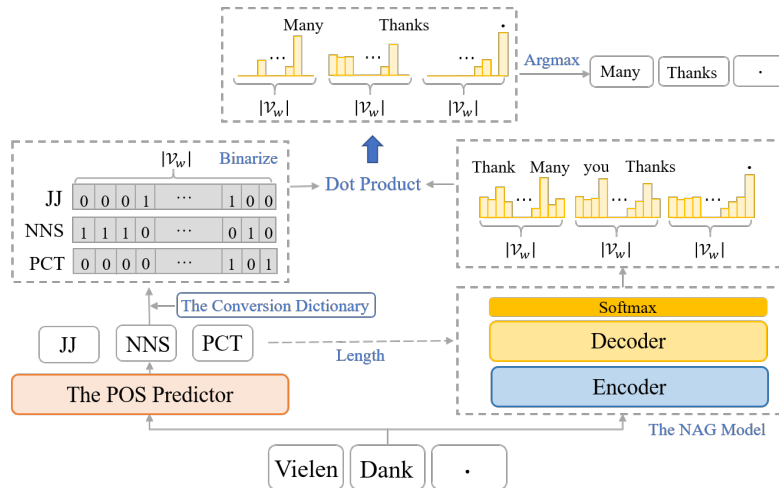 Many Thanks .
... ... ...
|𝒱w| |𝒱w| |𝒱w|
Argmax
Many Thanks .
|𝒱w| Binarize
JJ 0 0 0 1 ... 1 0 0
NNS 1 1 1 0 ... 0 1 0
PCT 0 0 0 0 ... 1 0 1
Dot Product
Thank Many you Thanks .
... ... ...
|𝒱w| |𝒱w| |𝒱w|
The Conversion Dictionary
JJ NNS PCT
Length
The POS Predictor
Softmax
Decoder
Encoder
The NAG Model
Vielen Dank .